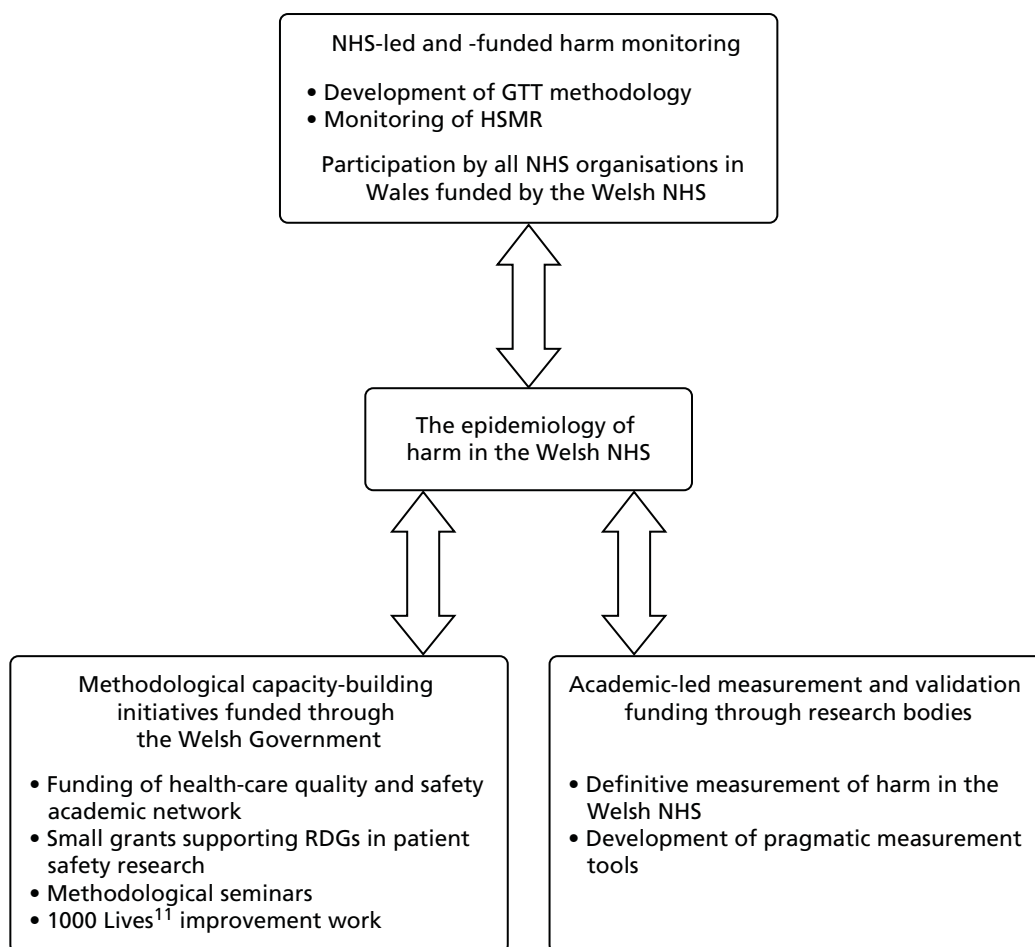 NHS-led and -funded harm monitoring
• Development of GTT methodology
• Monitoring of HSMR
Participation by all NHS organisations in
Wales funded by the Welsh NHS
The epidemiology of
harm in the Welsh NHS
Methodological capacity-building
initiatives funded through
the Welsh Government
• Funding of health-care quality and safety
academic network
• Small grants supporting RDGs in patient
safety research
• Methodological seminars
• 1000 Lives¹¹ improvement work
Academic-led measurement and validation
funding through research bodies
• Definitive measurement of harm in the
Welsh NHS
• Development of pragmatic measurement
tools